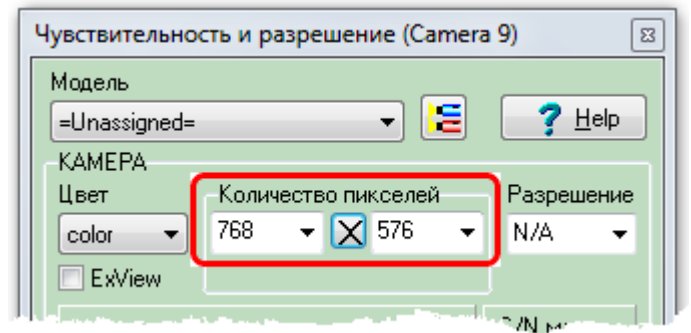 Чувствительность и разрешение (Camera 9)
Модель
=Unassigned=
? Help
КАМЕРА
Цвет
Количество пикселей
Разрешение
color
768
X
576
N/A
ExView